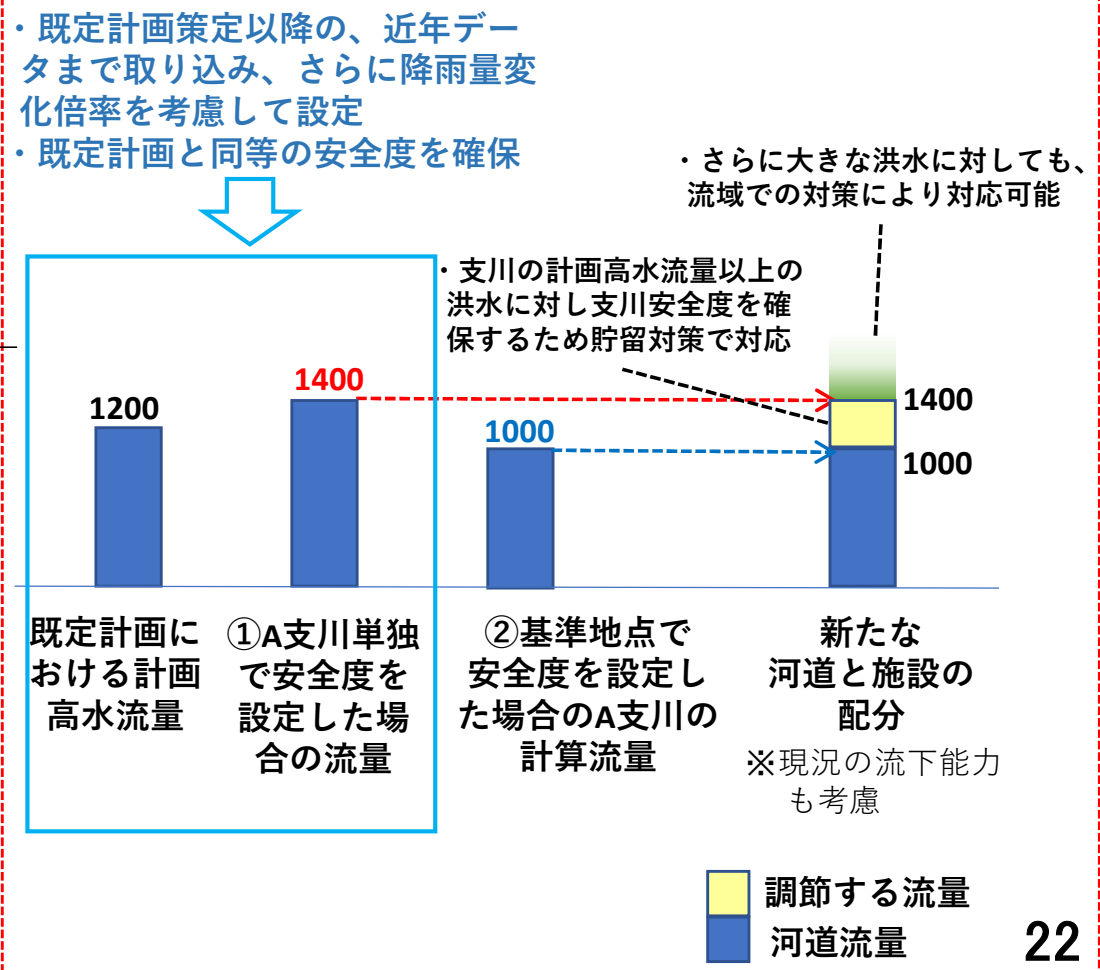 ・既定計画策定以降の、近年デー
タまで取り込み、さらに降雨量変
化倍率を考慮して設定
・既定計画と同等の安全度を確保
・さらに大きな洪水に対しても、
流域での対策により対応可能
・支川の計画高水流量以上の
洪水に対し支川安全度を確
保するため貯留対策で対応
1200
1400
1000
1400
1000
既定計画に
おける計画
高水流量
①A支川単独
で安全度を
設定した場
合の流量
②基準地点で
安全度を設定し
た場合のA支川の
計算流量
新たな
河道と施設の
配分
※現況の流下能力
も考慮
調節する流量
河道流量
22